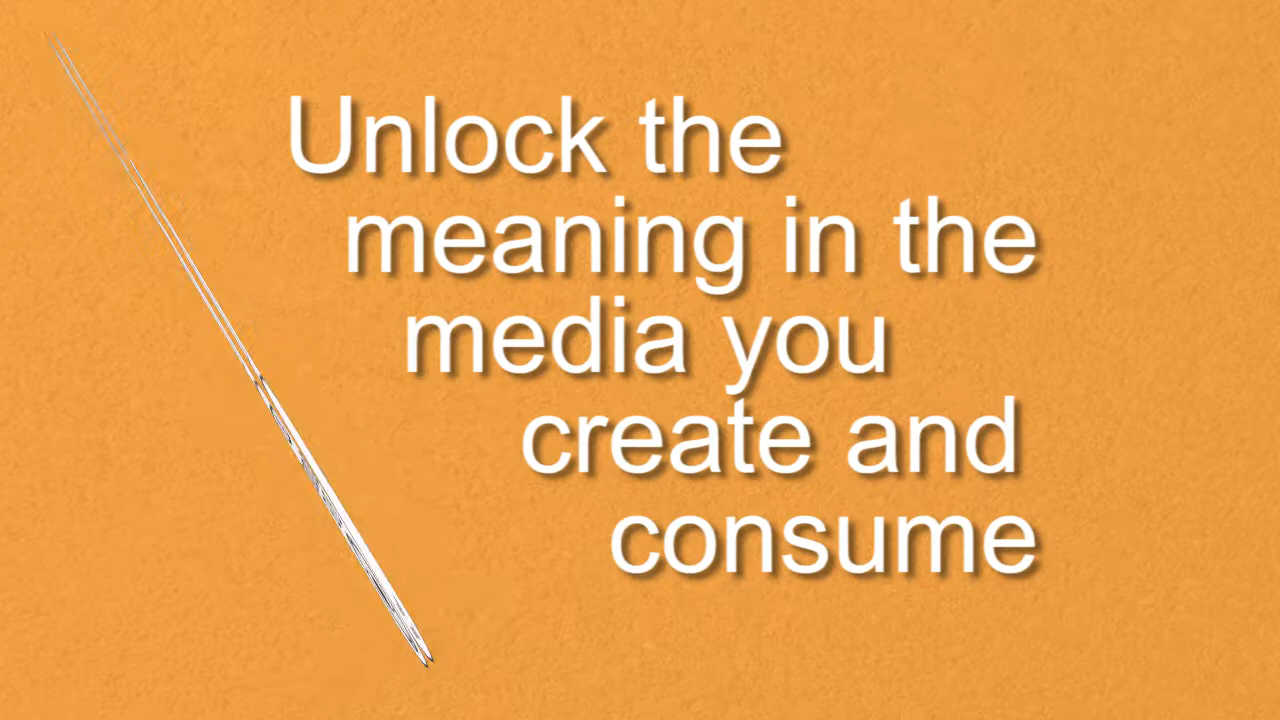 Unlock the
meaning in the
media you
create and
consume